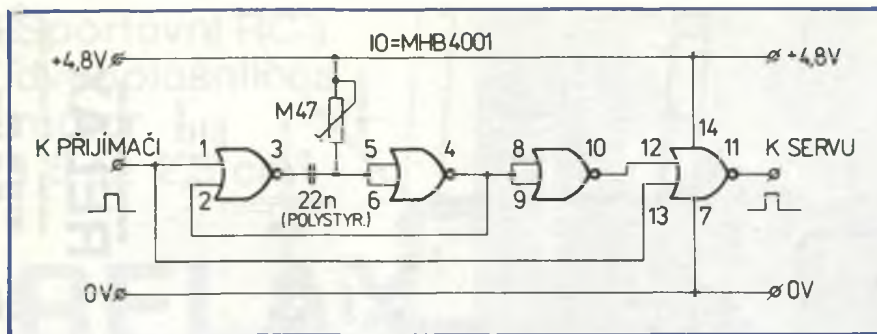 IO=MHB4001
+4,8V
+4,8V
M47
K PŘIJÍMAČI
1
2
3
22n
(POLYSTYR.)
5
6
4
8
9
10
12
13
14
7
11
K SERVU
0V
0V